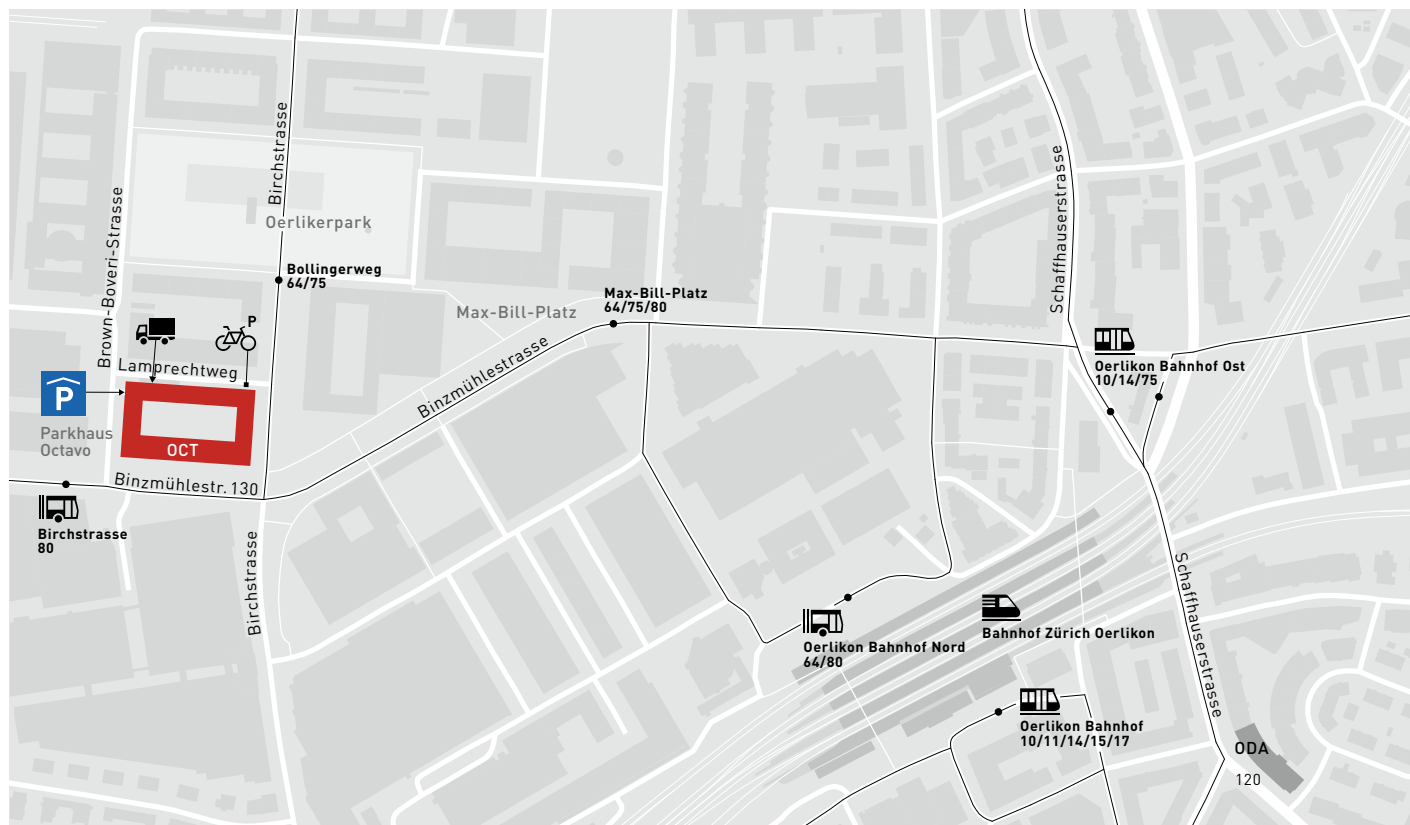 Birchstrasse
Schaffhauserstrasse
Brown-Boveri-Strasse
Oerlikerpark
Bollingerweg
64/75
Max-Bill-Platz
64/75/80
Max-Bill-Platz
P
Lamprechtweg
Binzmühlestrasse
Oerlikon Bahnhof Ost
10/14/75
P
Parkhaus
Octavo
OCT
Binzmühlestr. 130
Birchstrasse
80
Birchstrasse
Schaffhauserstrasse
Oerlikon Bahnhof Nord
64/80
Bahnhof Zürich Oerlikon
Oerlikon Bahnhof
10/11/14/15/17
ODA
120